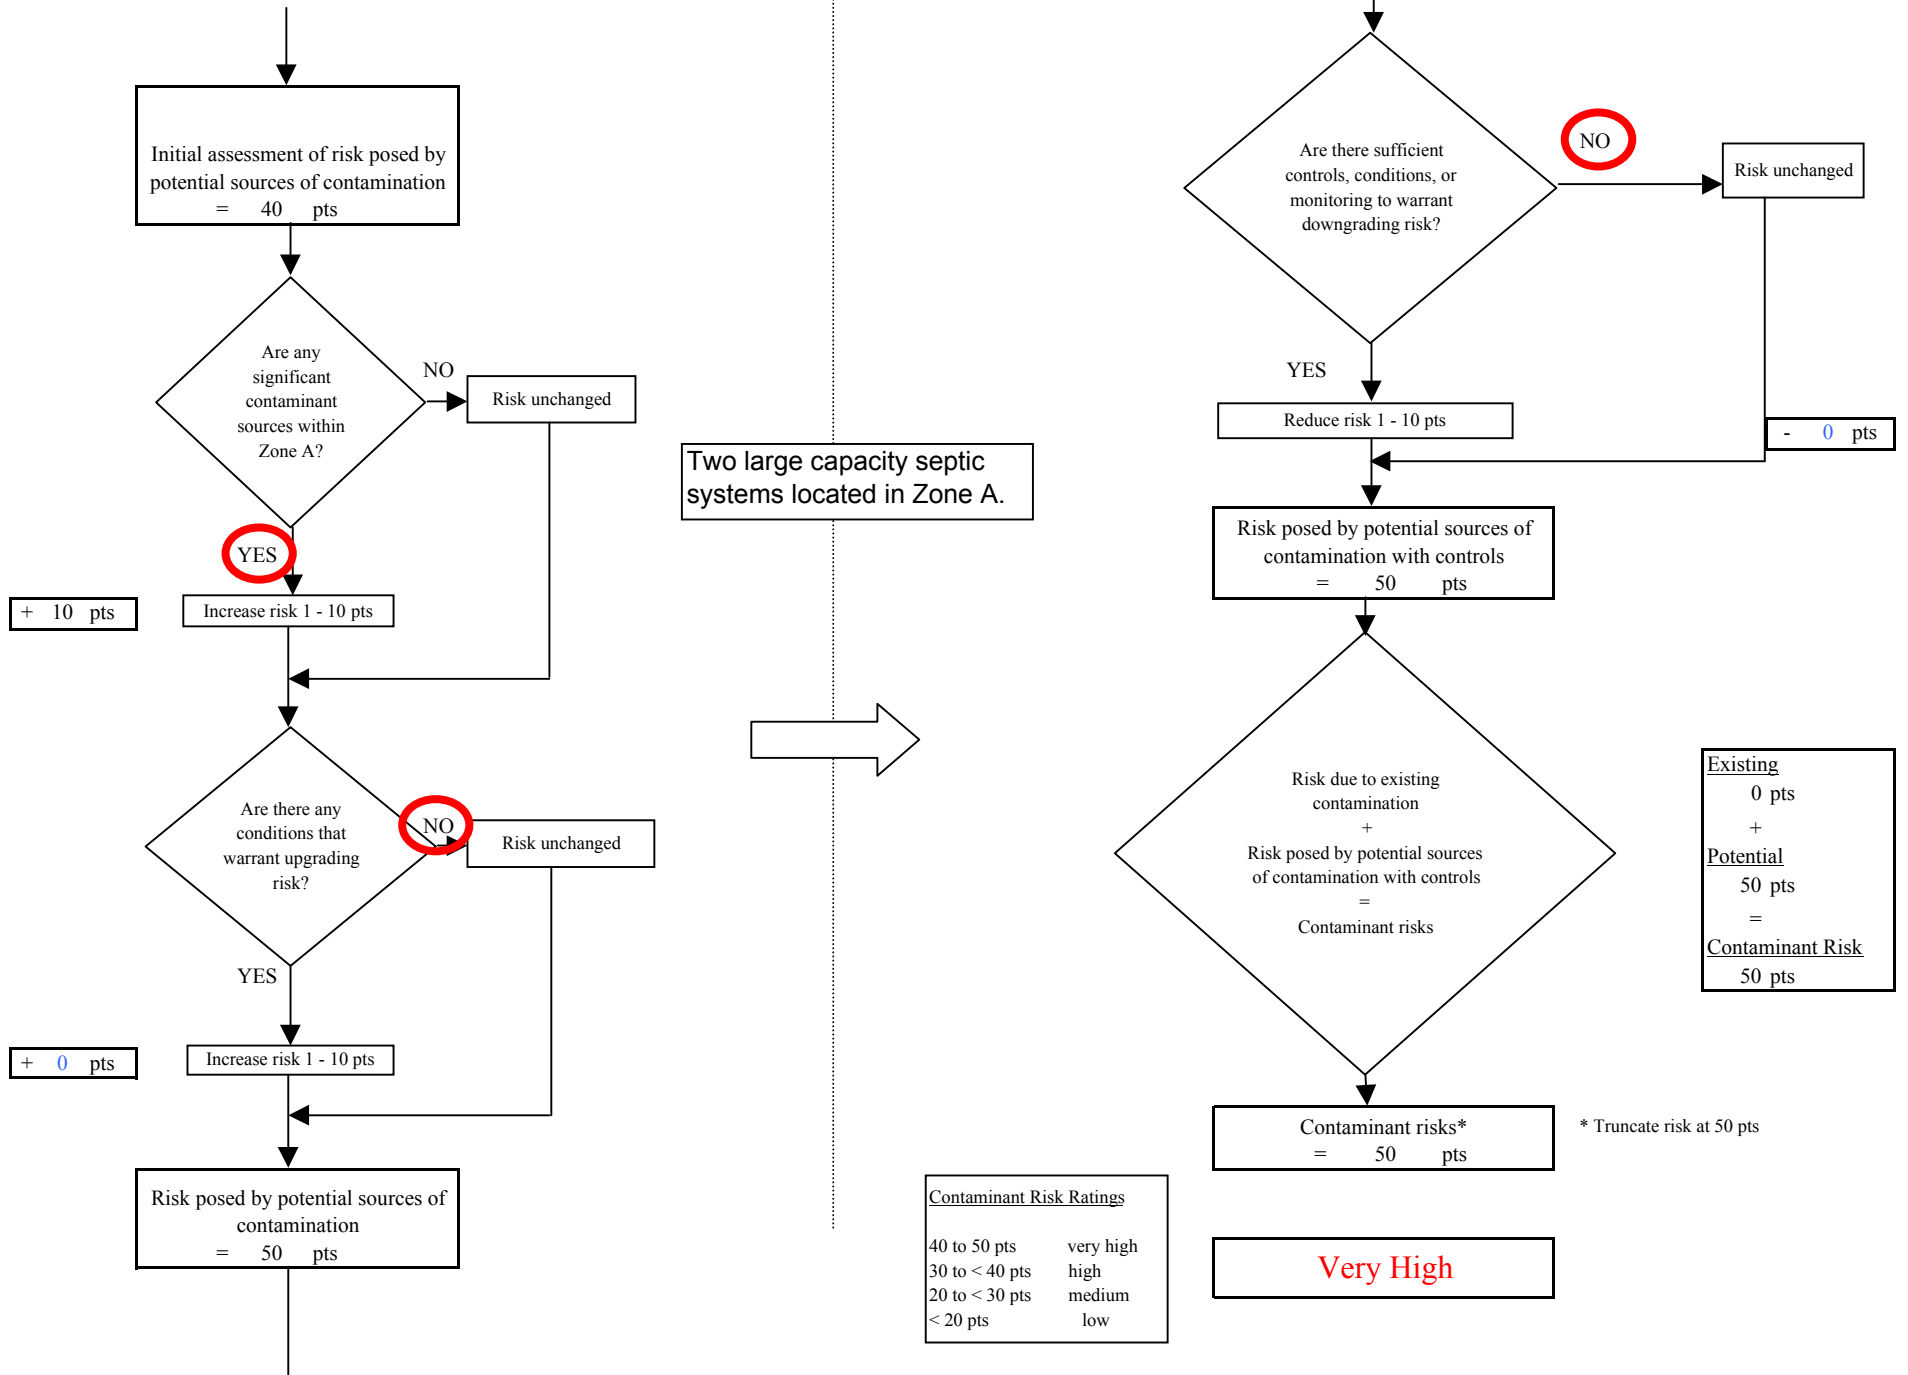 Initial assessment of risk posed by
potential sources of contamination
= 40 pts
Are any
significant
contaminant
sources within
Zone A?
NO
Risk unchanged
YES
+ 10 pts
Increase risk 1 - 10 pts
Are there any
conditions that
warrant upgrading
risk?
NO
Risk unchanged
YES
+ 0 pts
Increase risk 1 - 10 pts
Risk posed by potential sources of
contamination
= 50 pts
Two large capacity septic
systems located in Zone A.
Are there sufficient
controls, conditions, or
monitoring to warrant
downgrading risk?
NO
Risk unchanged
YES
Reduce risk 1 - 10 pts
- 0 pts
Risk posed by potential sources of
contamination with controls
= 50 pts
Risk due to existing
contamination
+
Risk posed by potential sources
of contamination with controls
=
Contaminant risks
Existing
0 pts
+
Potential
50 pts
=
Contaminant Risk
50 pts
Contaminant risks*
= 50 pts
* Truncate risk at 50 pts
Contaminant Risk Ratings
40 to 50 pts very high
30 to < 40 pts high
20 to < 30 pts medium
< 20 pts low
Very High